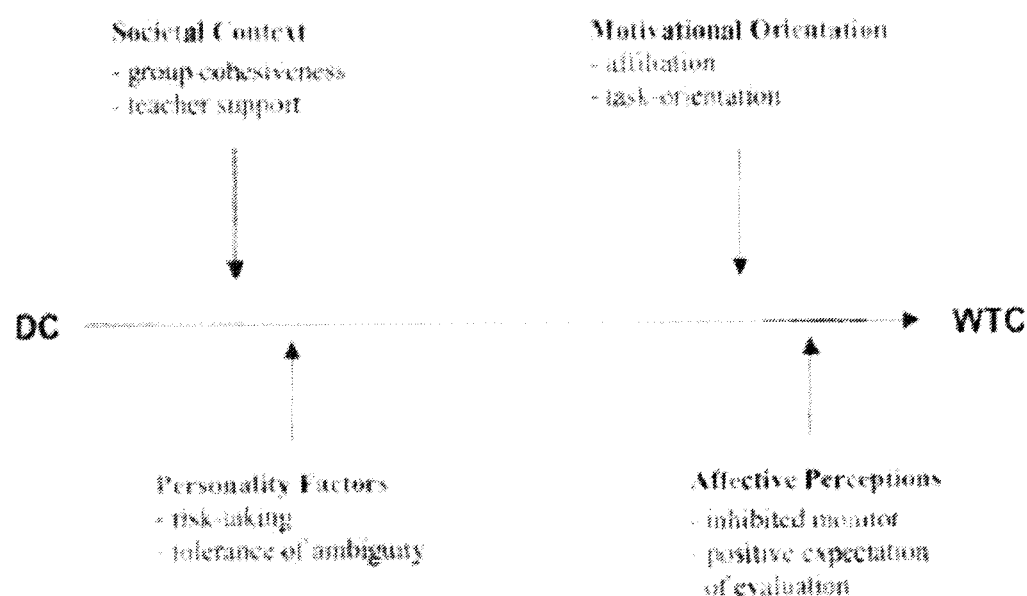 Societal Context
- group cohesiveness
- teacher support
Motivational Orientation
- affiliation
- task-orientation
DC
WTC
Personality Factors
- risk-taking
- tolerance of ambiguity
Affective Perceptions
- inhibited monitor
- positive expectation
of evaluation